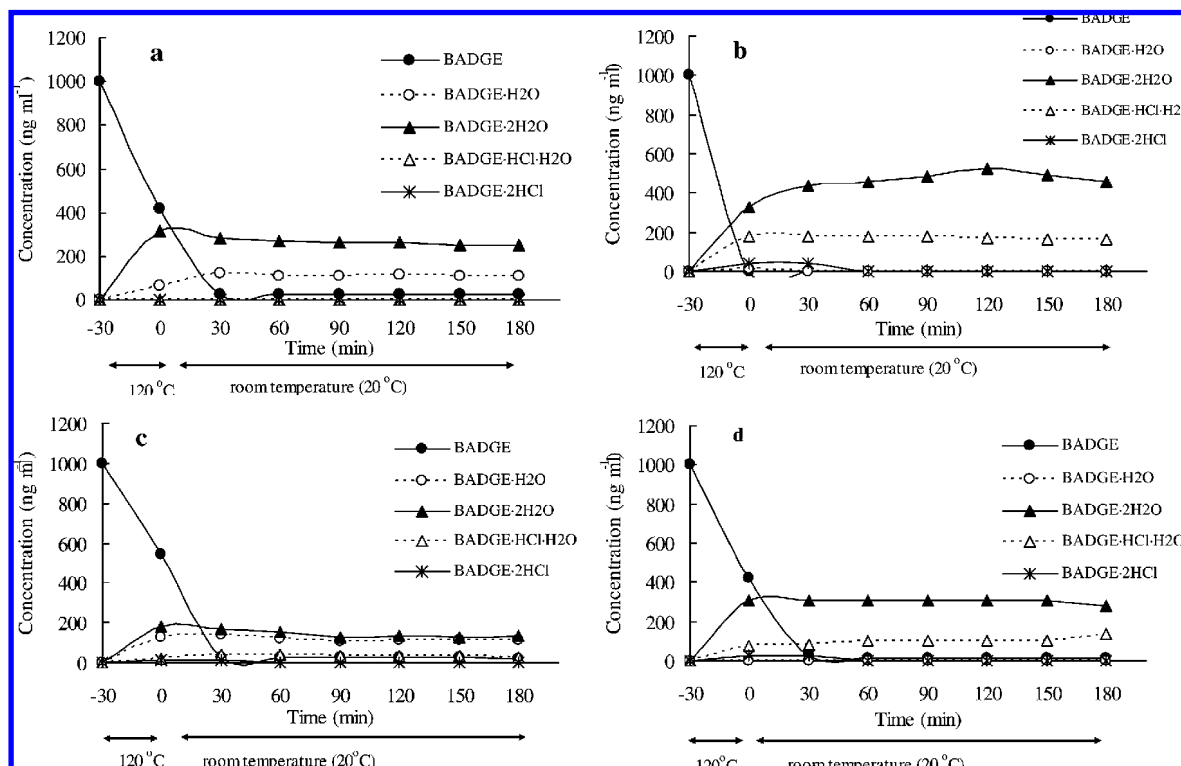 a
1200
1000
800
600
400
200
0
Concentration (ng ml⁻¹)
BADGE
BADGE·H2O
BADGE·2H2O
BADGE·HCl·H2O
BADGE·2HCl
-30 0 30 60 90 120 150 180
Time (min)
120 °C
room temperature (20 °C)
b
1200
1000
800
600
400
200
0
Concentration (ng ml⁻¹)
BADGE
BADGE·H2O
BADGE·2H2O
BADGE·HCl·H2
BADGE·2HCl
-30 0 30 60 90 120 150 180
Time (min)
120 °C
room temperature (20 °C)
c
1200
1000
800
600
400
200
0
Concentration (ng ml⁻¹)
BADGE
BADGE·H2O
BADGE·2H2O
BADGE·HCl·H2O
BADGE·2HCl
-30 0 30 60 90 120 150 180
Time (min)
120 °C
room temperature (20°C)
d
1200
1000
800
600
400
200
0
Concentration (ng ml⁻¹)
BADGE
BADGE·H2O
BADGE·2H2O
BADGE·HCl·H2O
BADGE·2HCl
-30 0 30 60 90 120 150 180
Time (min)
120 °C
room temperature (20 °C)